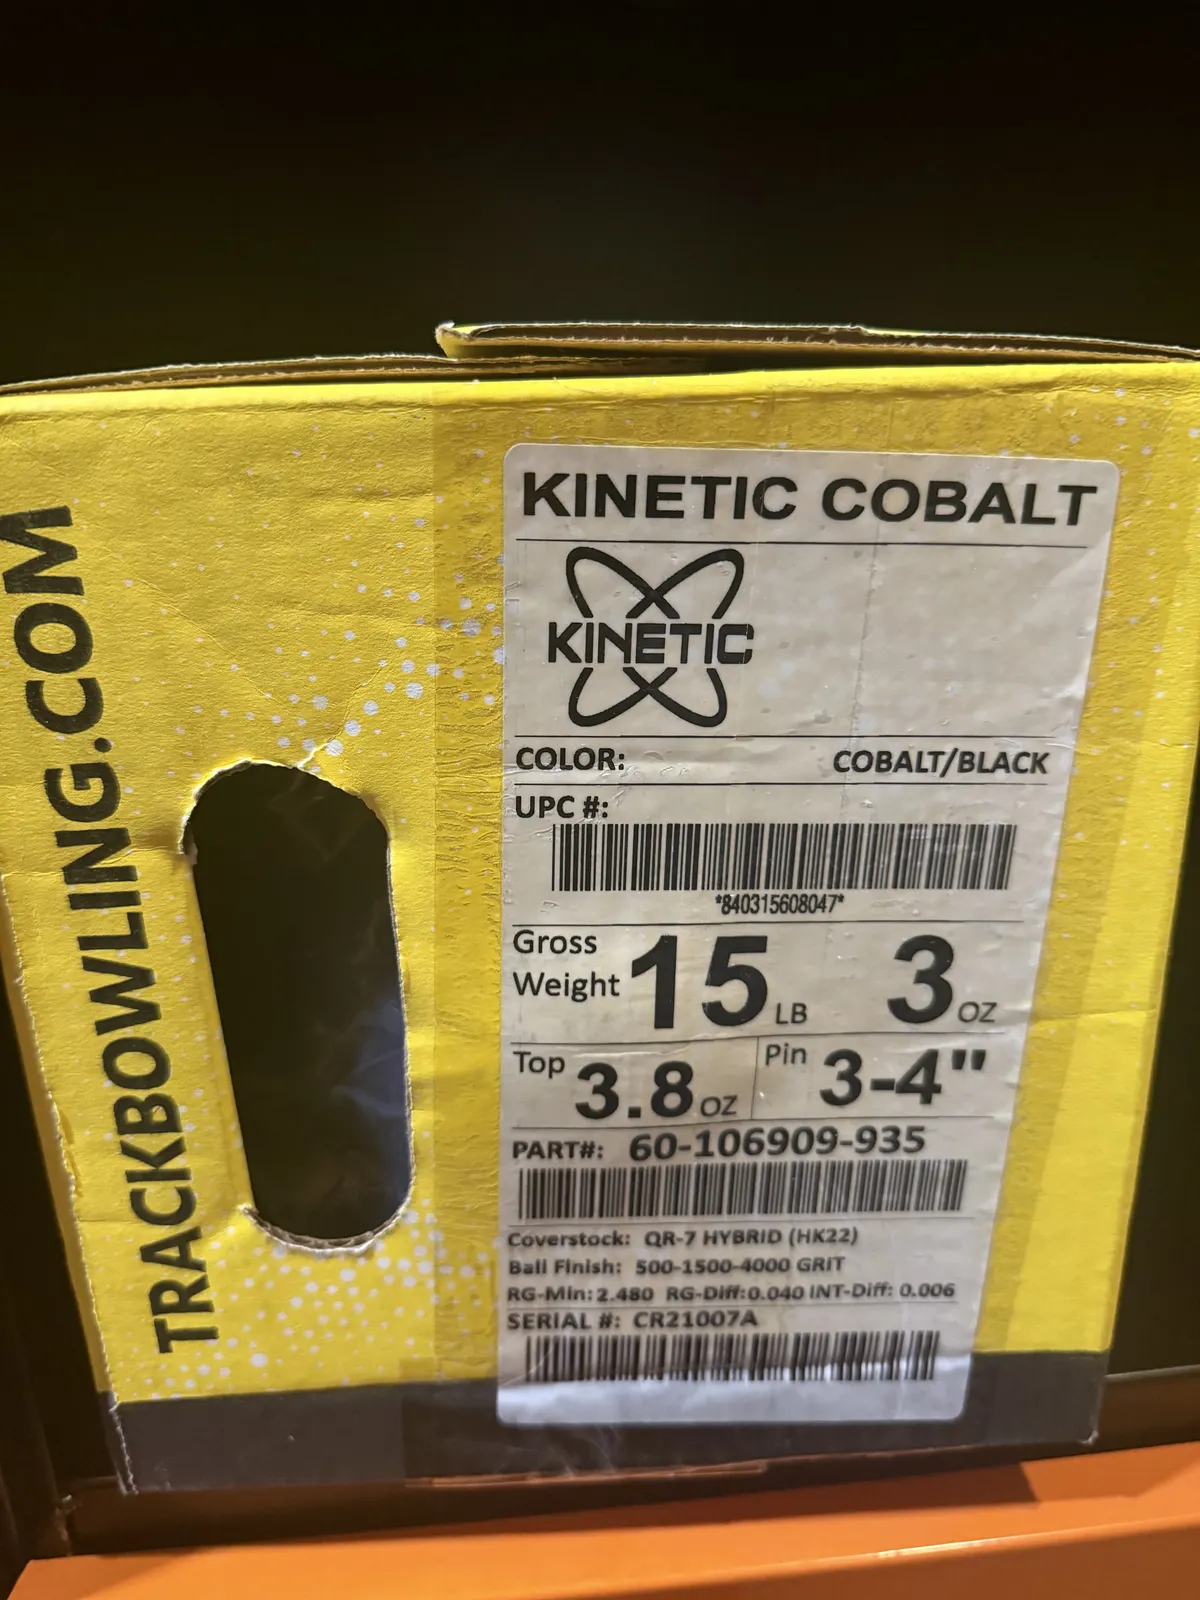 TRACKBOWLING.COM
KINETIC COBALT
KINETIC
COLOR: COBALT/BLACK
UPC #:
*840315608047*
Gross Weight 15 LB 3 OZ
Top 3.8 OZ Pin 3-4"
PART#: 60-106909-935
Coverstock: QR-7 HYBRID (HK22)
Ball Finish: 500-1500-4000 GRIT
RG-Min: 2.480 RG-Diff:0.040 INT-Diff: 0.006
SERIAL #: CR21007A